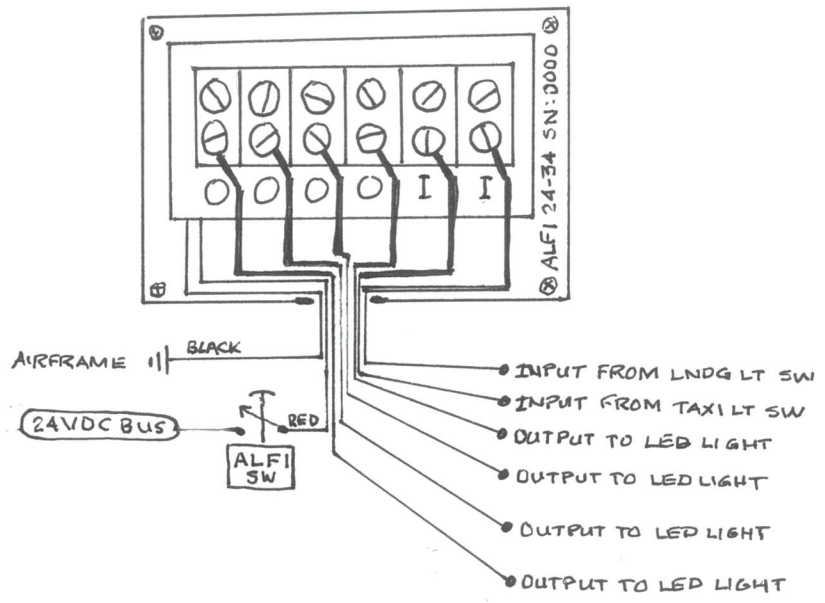 ALFI 24-34 SN:0000
O O O O I I
BLACK
AIRFRAME
INPUT FROM LNDG LT SW
INPUT FROM TAXI LT SW
RED
24VDC BUS
OUTPUT TO LED LIGHT
ALFI
SW
OUTPUT TO LED LIGHT
OUTPUT TO LED LIGHT
OUTPUT TO LED LIGHT